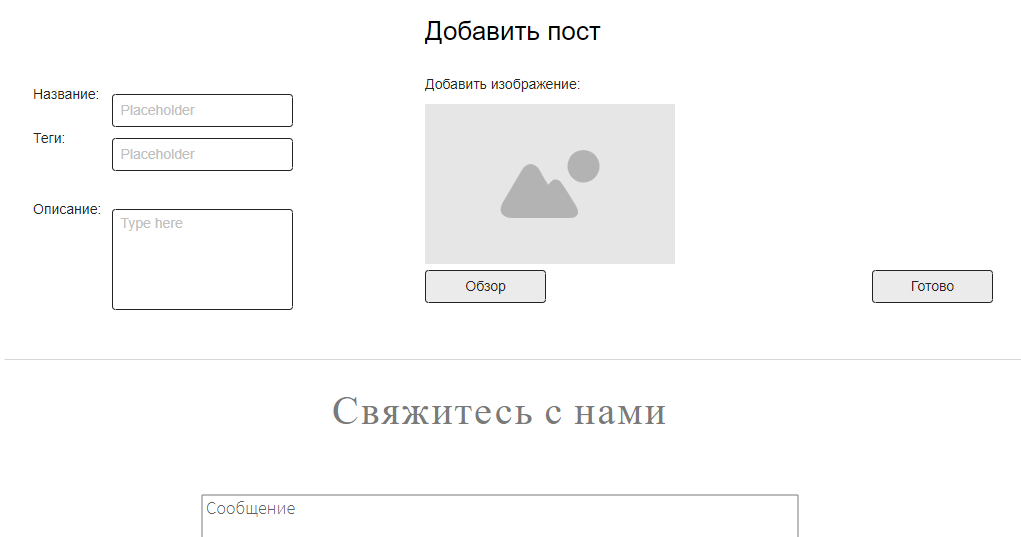 Добавить пост
Название:
Placeholder
Теги:
Placeholder
Описание:
Type here
Добавить изображение:
Обзор
Готово
Свяжитесь с нами
Сообщение